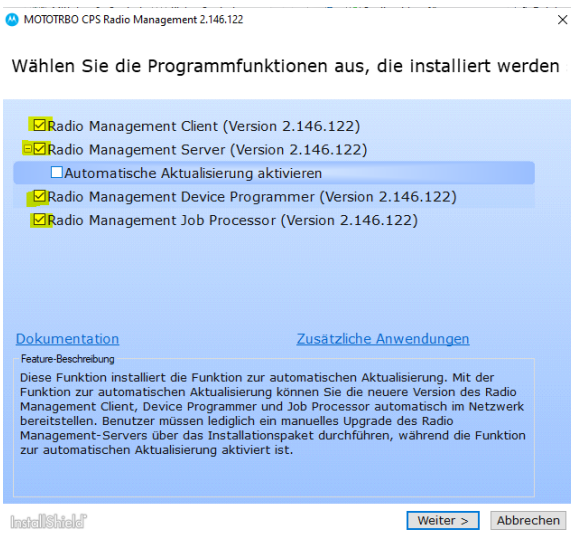 MOTOTRBO CPS Radio Management 2.146.122
Wählen Sie die Programmfunktionen aus, die installiert werden
Radio Management Client (Version 2.146.122)
Radio Management Server (Version 2.146.122)
Automatische Aktualisierung aktivieren
Radio Management Device Programmer (Version 2.146.122)
Radio Management Job Processor (Version 2.146.122)
Dokumentation
Zusätzliche Anwendungen
Feature-Beschreibung
Diese Funktion installiert die Funktion zur automatischen Aktualisierung. Mit der
Funktion zur automatischen Aktualisierung können Sie die neuere Version des Radio
Management Client, Device Programmer und Job Processor automatisch im Netzwerk
bereitstellen. Benutzer müssen lediglich ein manuelles Upgrade des Radio
Management-Servers über das Installationspaket durchführen, während die Funktion
zur automatischen Aktualisierung aktiviert ist.
InstallShield
Weiter >
Abbrechen